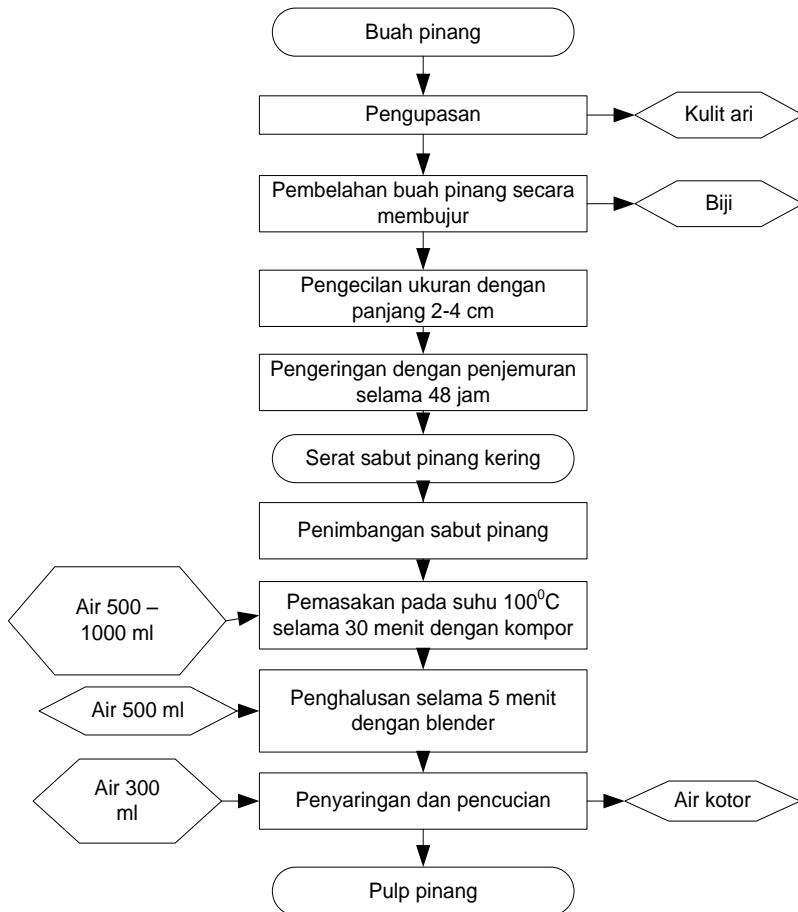 Buah pinang
Pengupasan
Kulit ari
Pembelahan buah pinang secara
membujur
Biji
Pengecilan ukuran dengan
panjang 2-4 cm
Pengeringan dengan penjemuran
selama 48 jam
Serat sabut pinang kering
Penimbangan sabut pinang
Air 500 –
1000 ml
Pemasakan pada suhu 100⁰C
selama 30 menit dengan kompor
Air 500 ml
Penghalusan selama 5 menit
dengan blender
Air 300
ml
Penyaringan dan pencucian
Air kotor
Pulp pinang